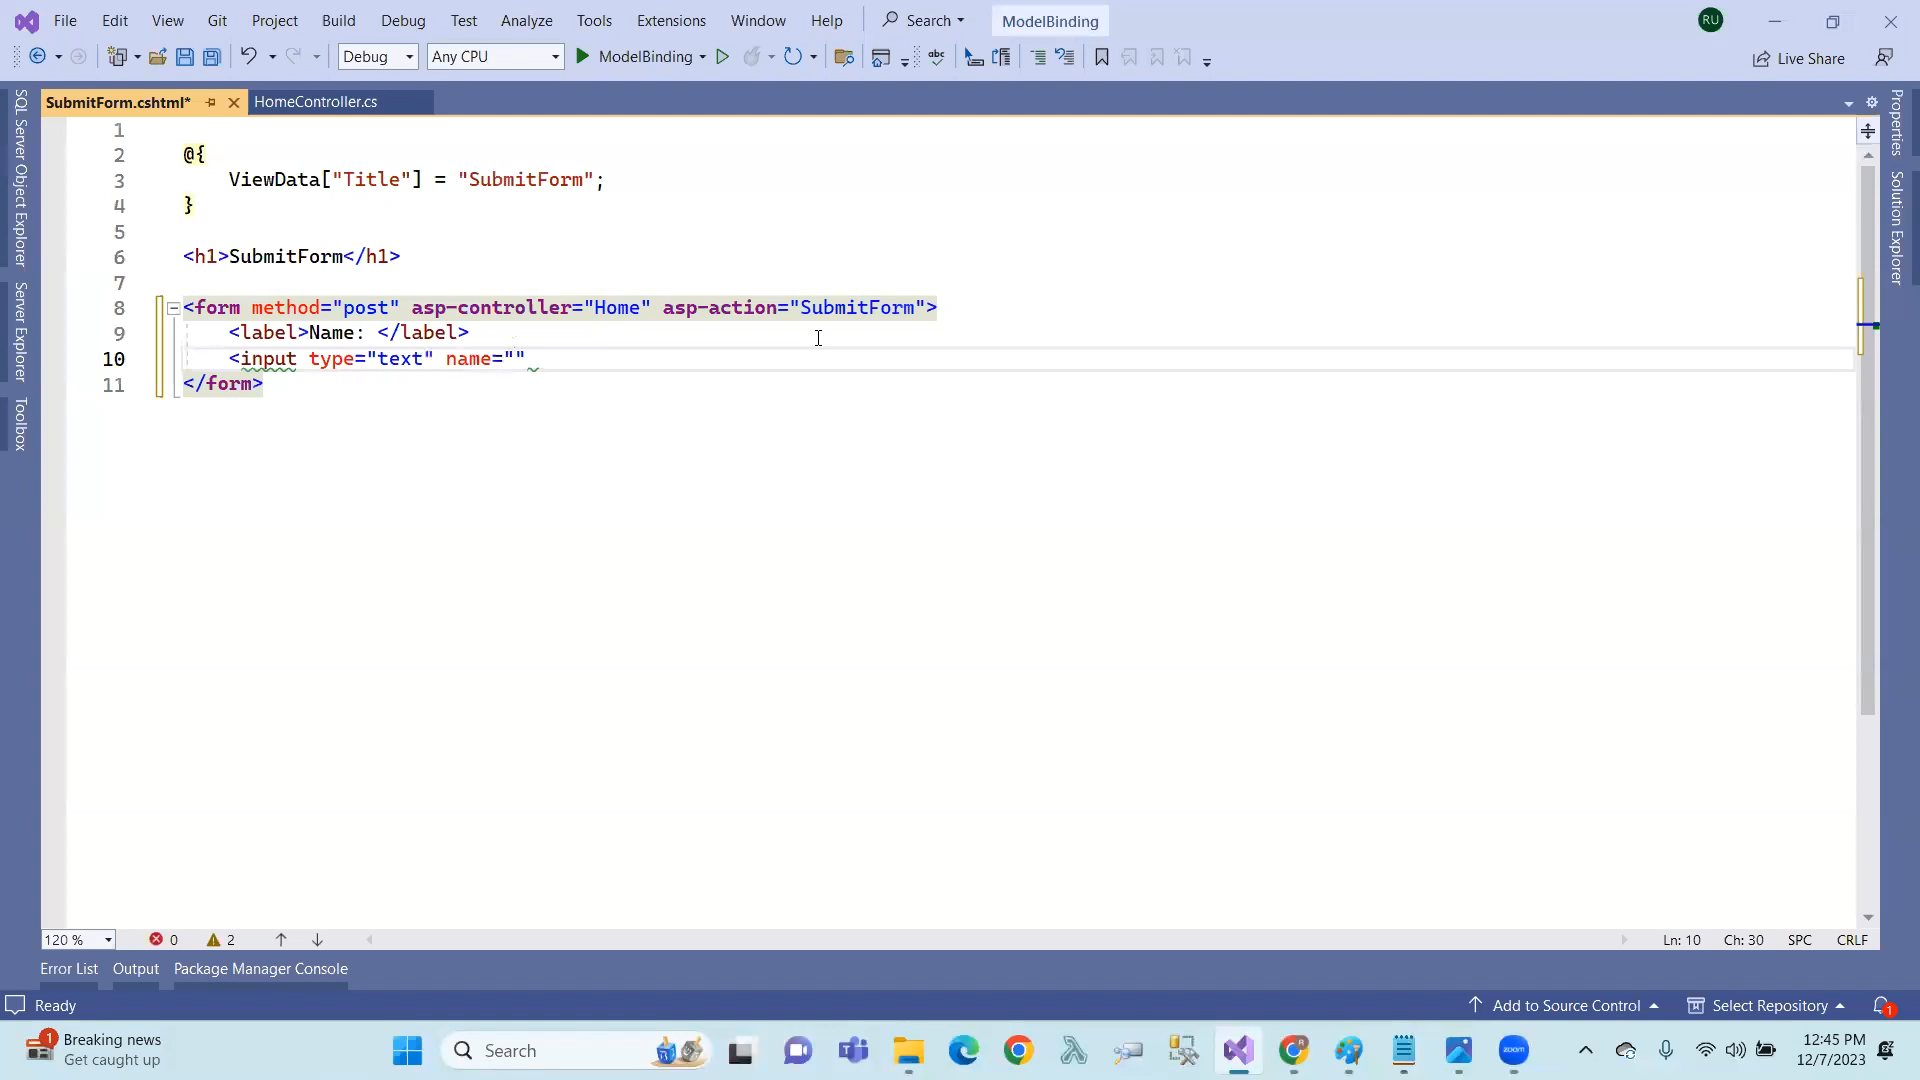 File Edit View Git Project Build Debug Test Analyze Tools Extensions Window Help Search ModelBinding RU
Debug Any CPU ModelBinding abc Live Share
SubmitForm.cshtml* HomeController.cs
SQL Server Object Explorer
Server Explorer
Toolbox
Properties
Solution Explorer
1
2 @{
3 ViewData["Title"] = "SubmitForm";
4 }
5
6 <h1>SubmitForm</h1>
7
8 <form method="post" asp-controller="Home" asp-action="SubmitForm">
9 <label>Name: </label>
10 <input type="text" name=""
11 </form>
120 % 0 2 Ln: 10 Ch: 30 SPC CRLF
Error List Output Package Manager Console
Ready Add to Source Control Select Repository 1
1 Breaking news
Get caught up
Search
zoom
12:45 PM
12/7/2023